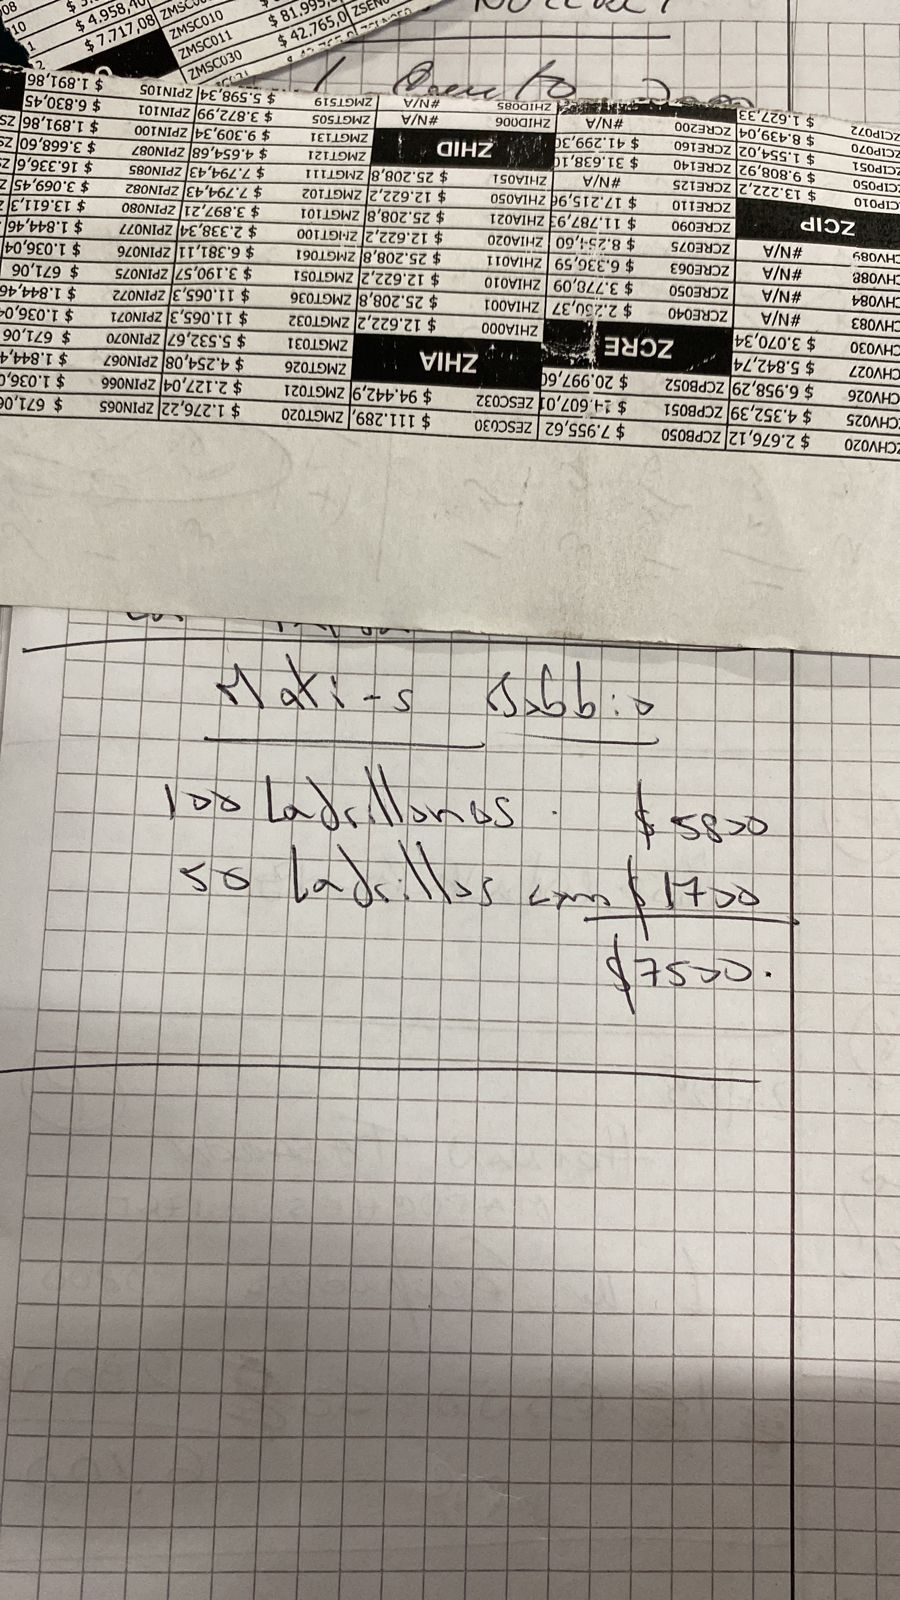 08
10
1
2
$ 4.958,40
$ 7.717,08
ZMSC010
ZMSC011
ZMSC030
$ 81.995,
$ 42.765,0
ZCHV020 $ 2.676,12 ZCPB050 $ 7.955,62 ZESC030 $ 111.289, ZMGT020 $ 1.276,22 ZPIN065 $ 671,06
ZCHV025 $ 4.352,39 ZCPB051 $ 14.607,01 ZESC032 $ 94.442,9 ZMGT021 $ 2.127,04 ZPIN066 $ 1.036,0
CHV026 $ 6.958,29 ZCPB052 $ 20.997,60 ZHIA ZMGT026 $ 4.254,08 ZPIN067 $ 1.844,4
CHV027 $ 5.842,74 ZCRE ZMGT031 $ 5.532,67 ZPIN070 $ 671,06
CHV030 $ 3.070,34 ZHIA000 $ 12.622,2 ZMGT032 $ 11.065,3 ZPIN071 $ 1.036,04
CHV083 #N/A ZCRE040 $ 2.230,37 ZHIA001 $ 25.208,8 ZMGT036 $ 11.065,3 ZPIN072 $ 1.844,46
CHV084 #N/A ZCRE050 $ 3.778,09 ZHIA010 $ 12.622,2 ZMGT051 $ 3.190,57 ZPIN075 $ 671,06
CHV088 #N/A ZCRE063 $ 6.336,59 ZHIA011 $ 25.208,8 ZMGT061 $ 6.381,11 ZPIN076 $ 1.036,04
CHV089 #N/A ZCRE075 $ 8.254,60 ZHIA020 $ 12.622,2 ZMGT100 $ 2.338,34 ZPIN077 $ 1.844,46
ZCIP ZCRE090 $ 11.787,93 ZHIA021 $ 25.208,8 ZMGT101 $ 3.897,21 ZPIN080 $ 13.611,3
ZCIP010 $ 13.222,2 ZCRE110 $ 17.215,96 ZHIA050 $ 12.622,2 ZMGT102 $ 7.794,43 ZPIN082 $ 3.069,45
ZCIP050 $ 9.808,92 ZCRE125 #N/A ZHIA051 $ 25.208,8 ZMGT111 $ 7.794,43 ZPIN085 $ 16.336,6
ZCIP051 $ 1.554,02 ZCRE140 $ 31.638,10 ZHID ZMGT121 $ 4.654,68 ZPIN087 $ 3.668,60
ZCIP070 $ 8.439,04 ZCRE160 $ 41.299,30 ZMGT131 $ 9.309,34 ZPIN100 $ 1.891,86
ZCIP072 $ 1.627,33 ZCRE200 #N/A ZHID006 #N/A ZMGT505 $ 3.872,99 ZPIN101 $ 6.830,45
ZHID085 #N/A ZMGT519 $ 5.598,34 ZPIN105 $ 1.891,86
100 Ladrillones. $ 5800
50 Ladrillos com $ 1700
$ 7500.